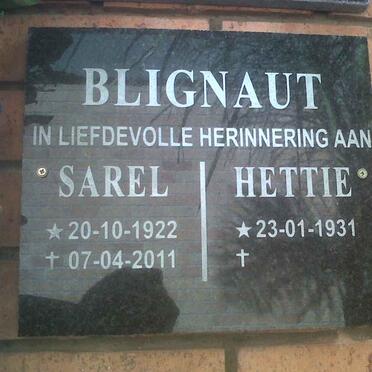 BLIGNAUT
IN LIEFDEVOLLE HERINNERING AAN
SAREL
★ 20-10-1922
✝ 07-04-2011
HETTIE
★ 23-01-1931
✝